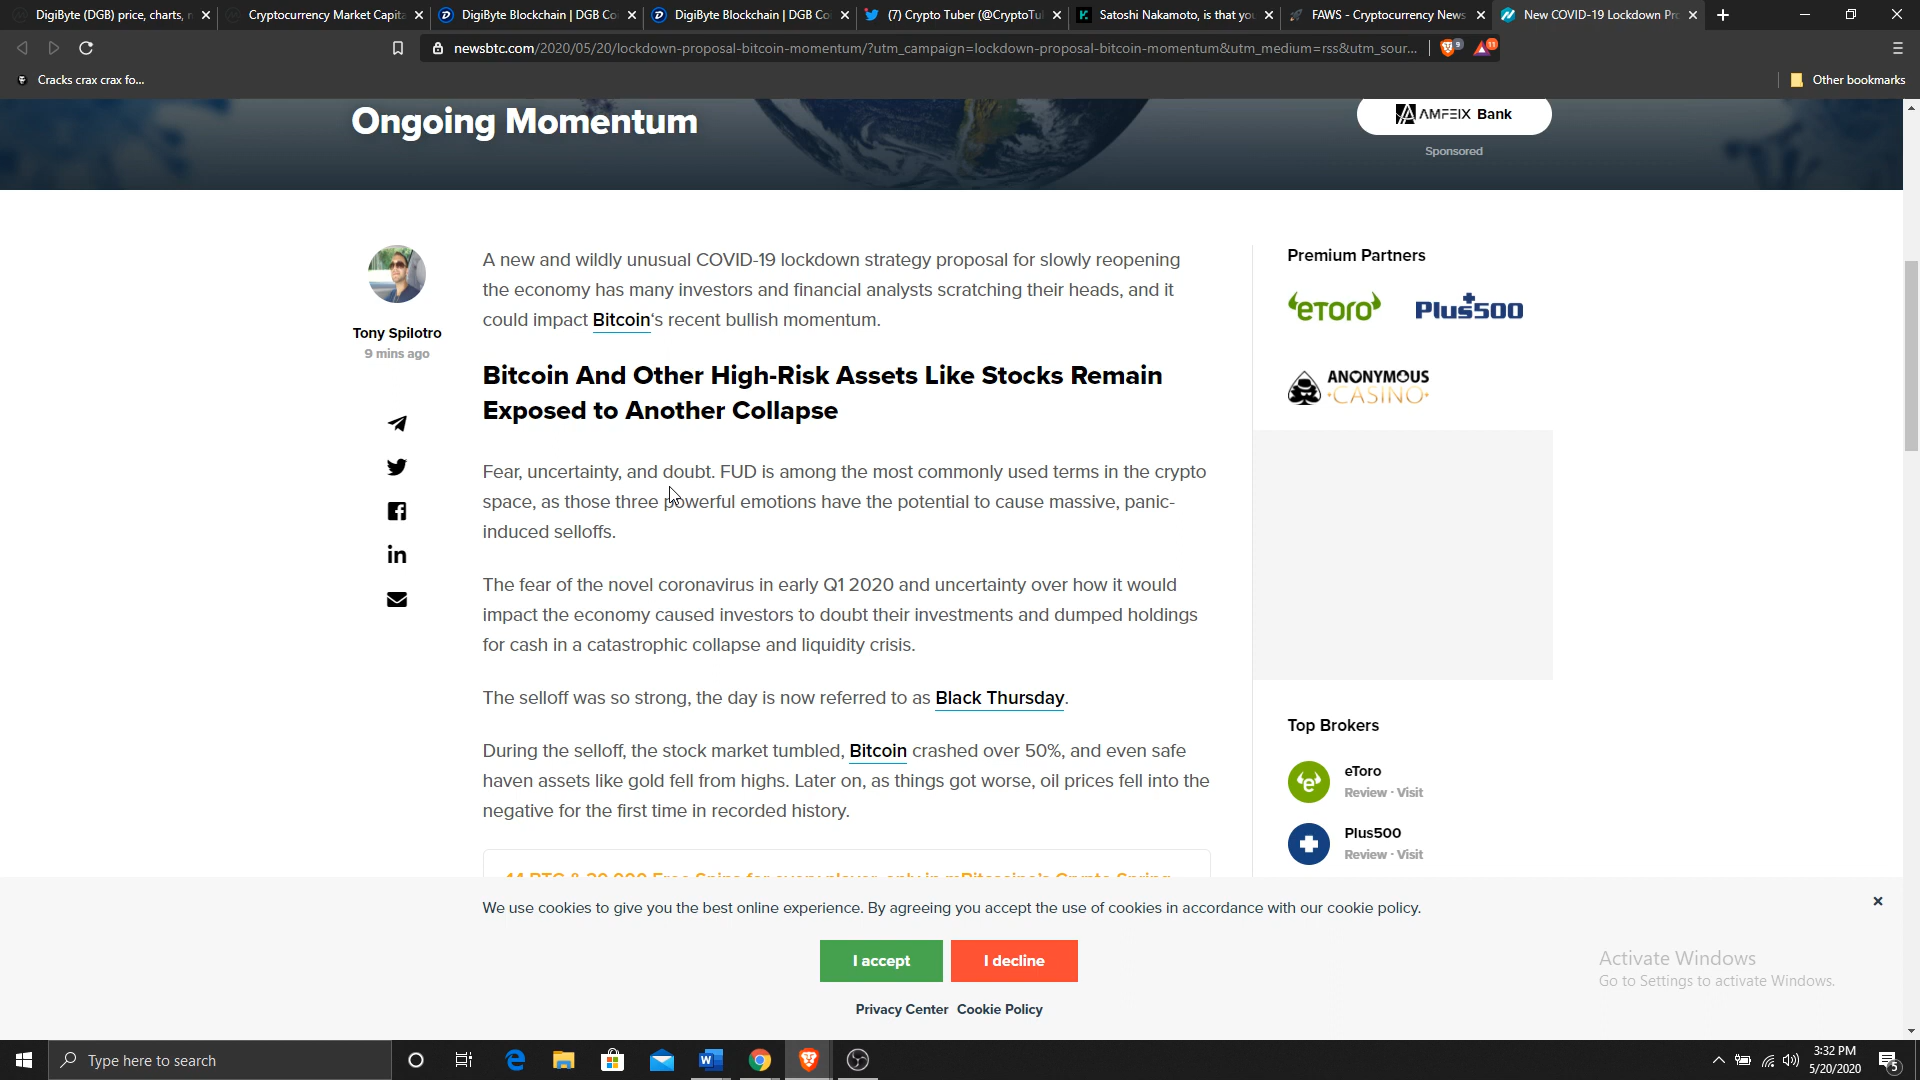 DigiByte (DGB) price, charts,
Cryptocurrency Market Capit
DigiByte Blockchain | DGB Co
DigiByte Blockchain | DGB Co
(7) Crypto Tuber (@CryptoTu
Satoshi Nakamoto, is that yo
FAWS - Cryptocurrency News
New COVID-19 Lockdown Pr
newsbtc.com/2020/05/20/lockdown-proposal-bitcoin-momentum/?utm_campaign=lockdown-proposal-bitcoin-momentum&utm_medium=rss&utm_sour...
9
11
Cracks crax crax fo...
Other bookmarks
Ongoing Momentum
AMFEIX Bank
Sponsored
Tony Spilotro
9 mins ago
A new and wildly unusual COVID-19 lockdown strategy proposal for slowly reopening
the economy has many investors and financial analysts scratching their heads, and it
could impact Bitcoin‘s recent bullish momentum.
Bitcoin And Other High-Risk Assets Like Stocks Remain
Exposed to Another Collapse
Fear, uncertainty, and doubt. FUD is among the most commonly used terms in the crypto
space, as those three powerful emotions have the potential to cause massive, panic-
induced selloffs.
The fear of the novel coronavirus in early Q1 2020 and uncertainty over how it would
impact the economy caused investors to doubt their investments and dumped holdings
for cash in a catastrophic collapse and liquidity crisis.
The selloff was so strong, the day is now referred to as Black Thursday.
During the selloff, the stock market tumbled, Bitcoin crashed over 50%, and even safe
haven assets like gold fell from highs. Later on, as things got worse, oil prices fell into the
negative for the first time in recorded history.
Premium Partners
eToro
Plus500
ANONYMOUS
CASINO
Top Brokers
eToro
Review · Visit
Plus500
Review · Visit
We use cookies to give you the best online experience. By agreeing you accept the use of cookies in accordance with our cookie policy.
I accept
I decline
Privacy Center Cookie Policy
Activate Windows
Go to Settings to activate Windows.
Type here to search
3:32 PM
5/20/2020
5